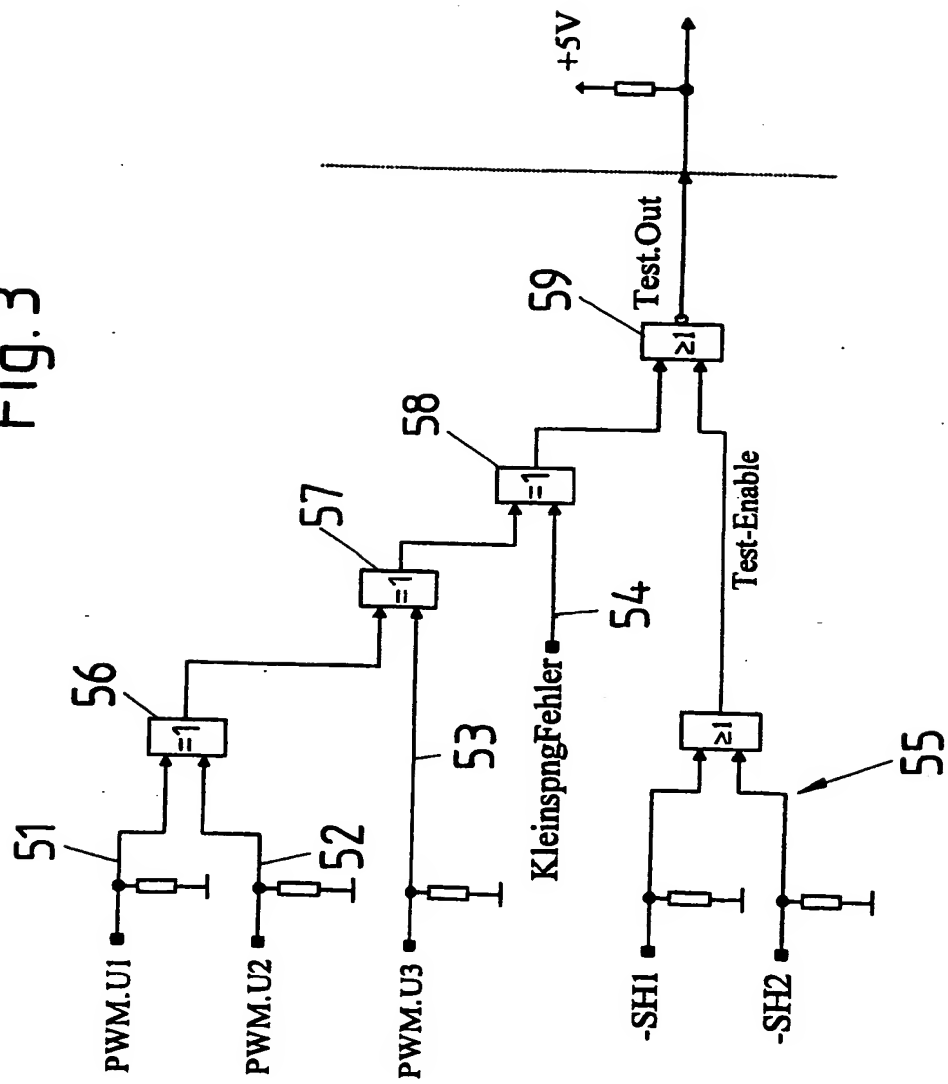 Fig. 3
PWM.U1
51
56
=1
PWM.U2
52
57
=1
PWM.U3
53
58
=1
KleinspngFehler
54
59
≥1
Test.Out
+5V
-SH1
≥1
Test-Enable
-SH2
55